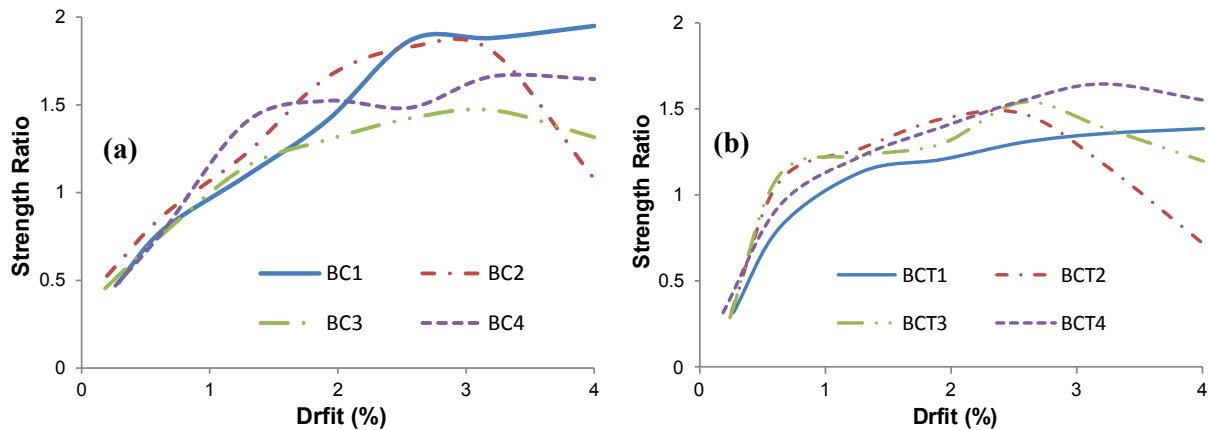 2
1.5
1
0.5
0
Strength Ratio
(a)
BC1
BC2
BC3
BC4
0
1
2
3
4
Drfit (%)
2
1.5
1
0.5
0
Strength Ratio
(b)
BCT1
BCT2
BCT3
BCT4
0
1
2
3
4
Drfit (%)